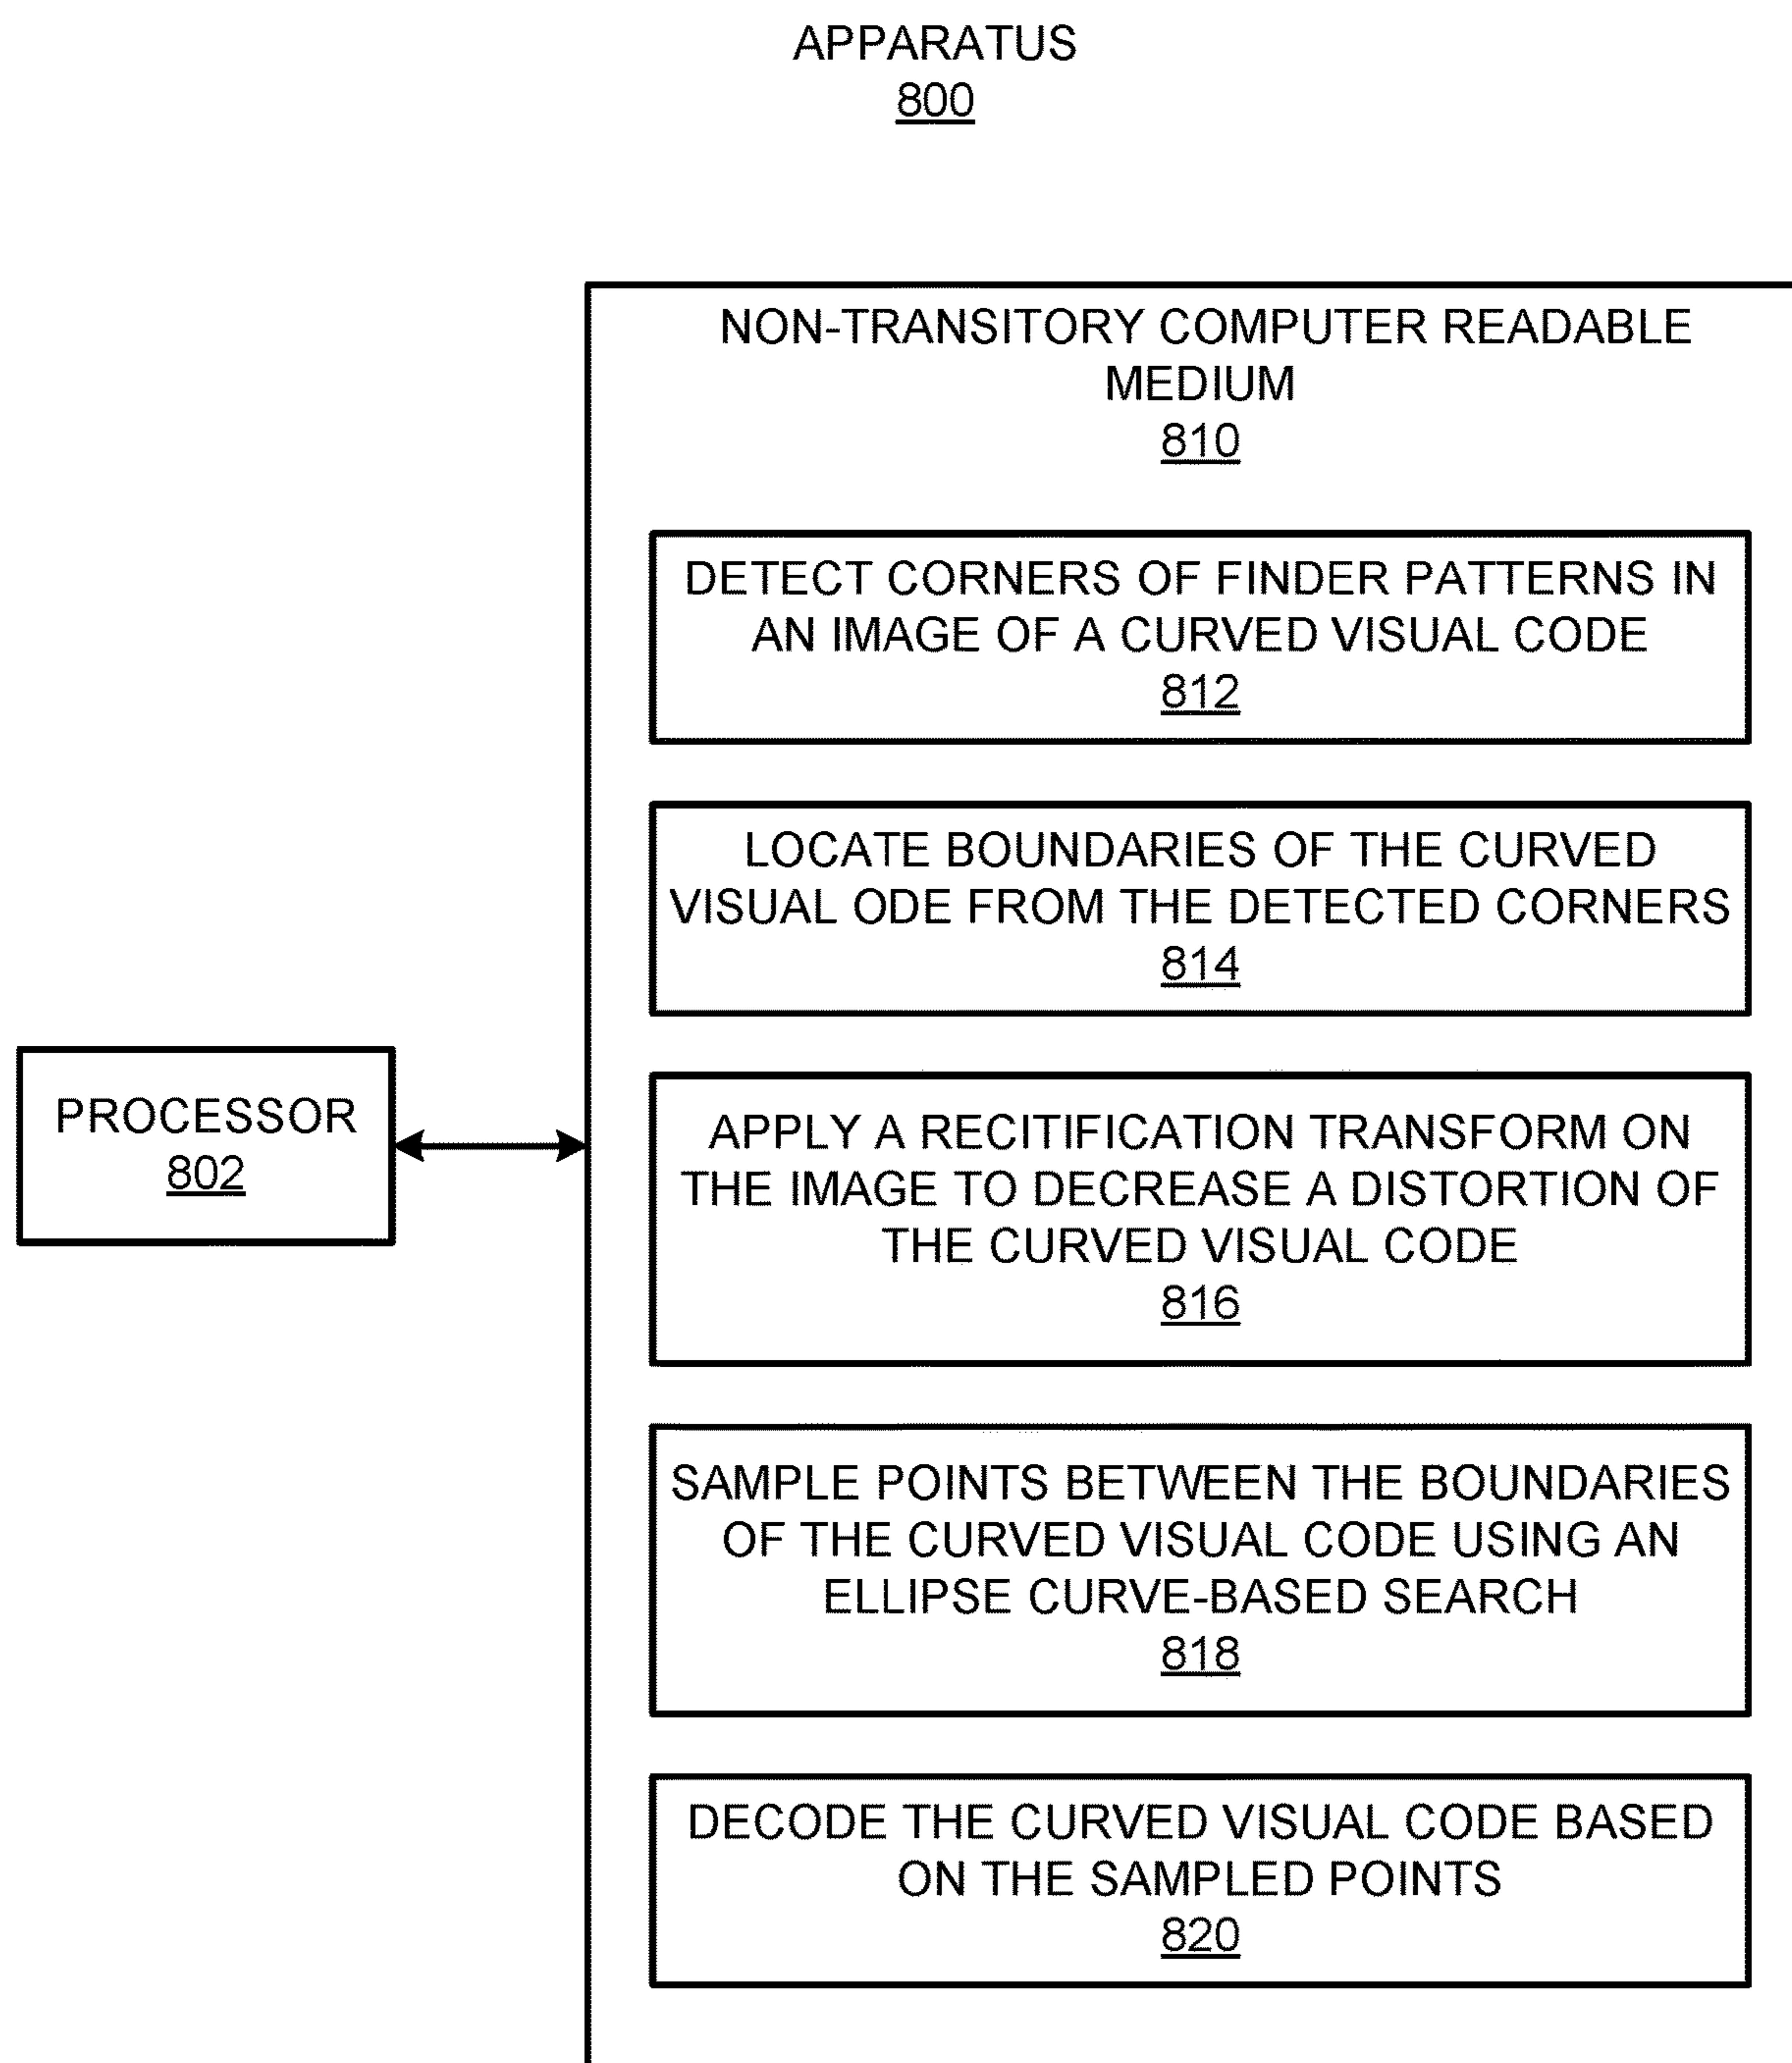 APPARATUS
800
NON-TRANSITORY COMPUTER READABLE
MEDIUM
810
DETECT CORNERS OF FINDER PATTERNS IN
AN IMAGE OF A CURVED VISUAL CODE
812
LOCATE BOUNDARIES OF THE CURVED
VISUAL ODE FROM THE DETECTED CORNERS
814
PROCESSOR
802
APPLY A RECITIFICATION TRANSFORM ON
THE IMAGE TO DECREASE A DISTORTION OF
THE CURVED VISUAL CODE
816
SAMPLE POINTS BETWEEN THE BOUNDARIES
OF THE CURVED VISUAL CODE USING AN
ELLIPSE CURVE-BASED SEARCH
818
DECODE THE CURVED VISUAL CODE BASED
ON THE SAMPLED POINTS
820